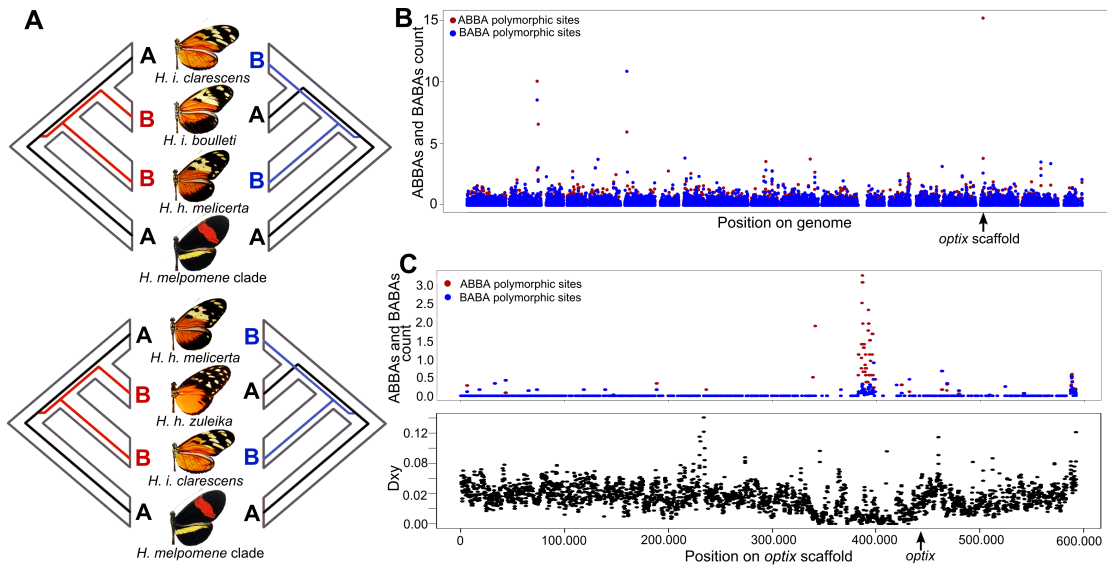 A
A
B
H. i. clarescens
B
A
H. i. boulleti
B
B
H. h. melicerta
A
A
H. melpomene clade
A
B
H. h. melicerta
B
A
H. h. zuleika
B
B
H. i. clarescens
A
A
H. melpomene clade
B
ABBAs and BABAs count
15
10
5
0
ABBA polymorphic sites
BABA polymorphic sites
Position on genome
optix scaffold
C
ABBAs and BABAs
count
3.0
2.5
2.0
1.5
1.0
0.5
0.0
ABBA polymorphic sites
BABA polymorphic sites
Dxy
0.12
0.08
0.02
0.00
0
100.000
200.000
300.000
400.000
500.000
600.000
Position on optix scaffold
optix